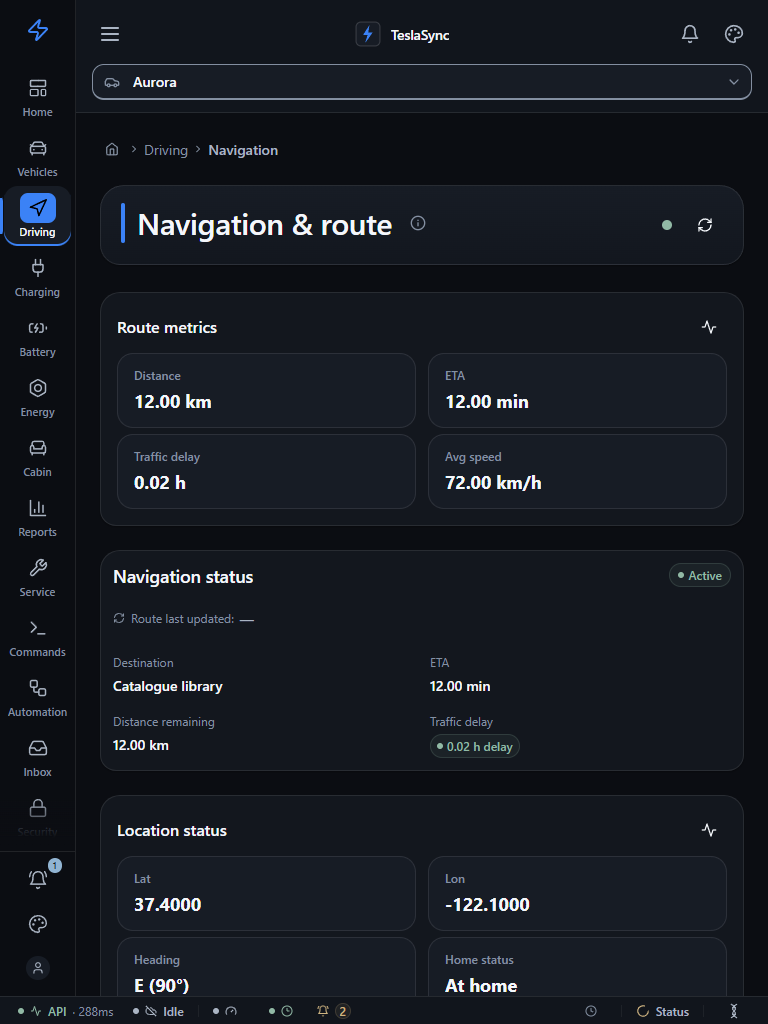 TeslaSync
Aurora
Home
Vehicles
Driving
Charging
Battery
Energy
Cabin
Reports
Service
Commands
Automation
Inbox
Security
1
Driving > Navigation
Navigation & route
Route metrics
Distance
12.00 km
ETA
12.00 min
Traffic delay
0.02 h
Avg speed
72.00 km/h
Navigation status
Active
Route last updated: —
Destination
Catalogue library
ETA
12.00 min
Distance remaining
12.00 km
Traffic delay
0.02 h delay
Location status
Lat
37.4000
Lon
-122.1000
Heading
E (90°)
Home status
At home
API · 288ms
Idle
2
Status